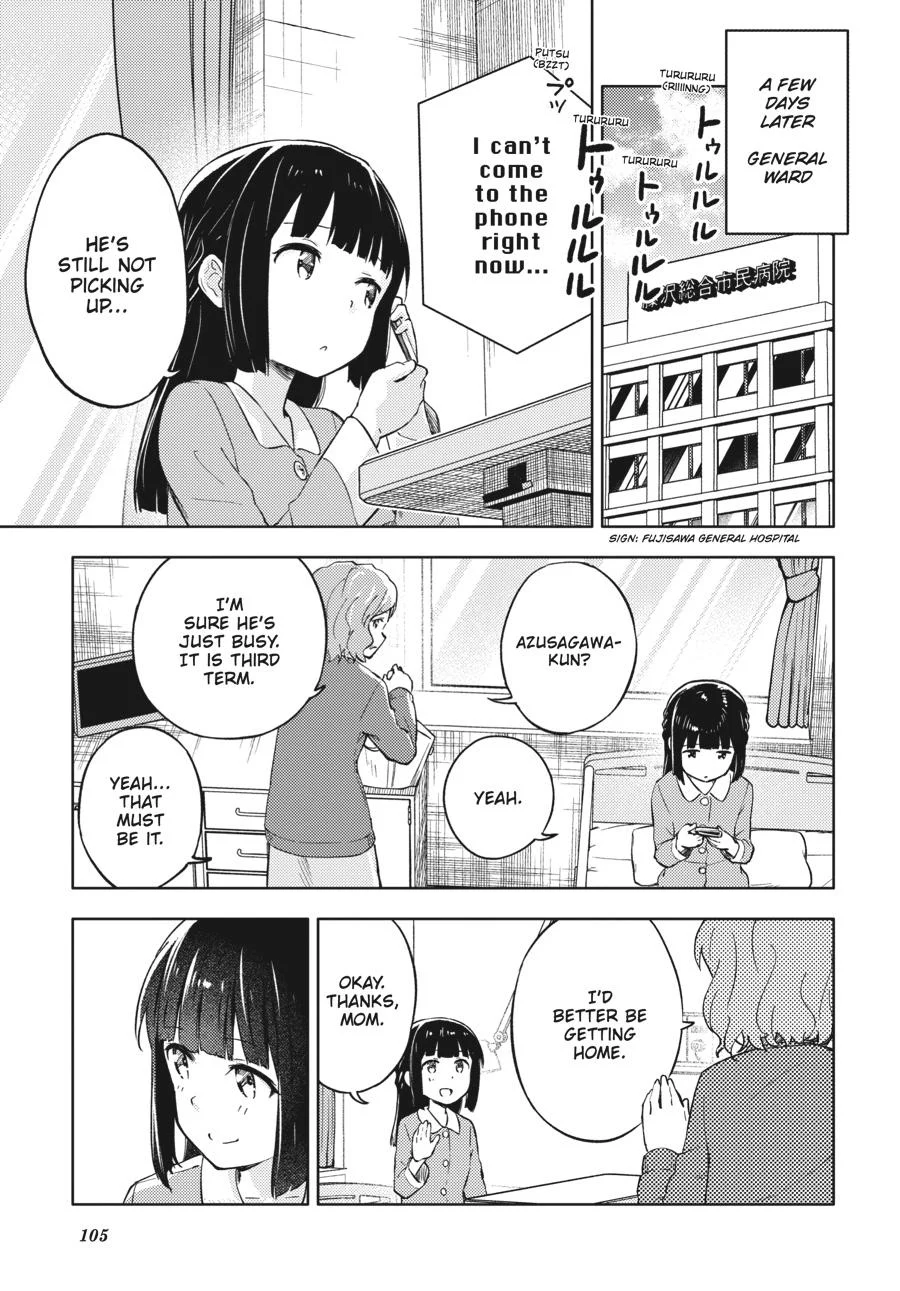 A FEW
DAYS
LATER
GENERAL
WARD
TURURURU
(RIIIINNG)
トゥルルル
TURURURU
トゥルルル
TURURURU
トゥルルル
沢総合市民病院
SIGN: FUJISAWA GENERAL HOSPITAL
PUTSU
(BZZT)
プッ
I can't
come
to the
phone
right
now...
HE'S
STILL NOT
PICKING
UP...
AZUSAGAWA-
KUN?
YEAH.
I'M
SURE HE'S
JUST BUSY.
IT IS THIRD
TERM.
YEAH...
THAT
MUST
BE IT.
I'D
BETTER BE
GETTING
HOME.
OKAY.
THANKS,
MOM.
105